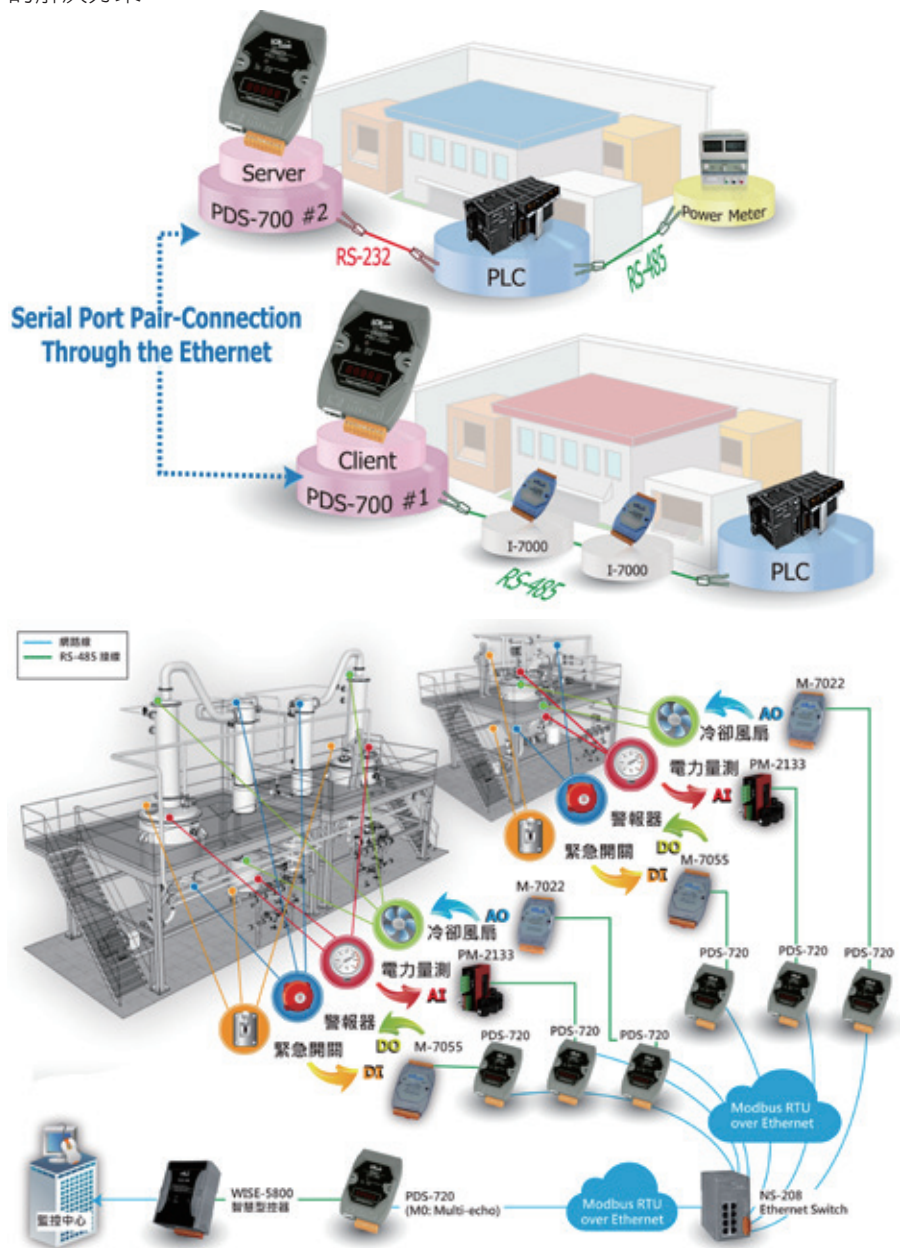 Server
PDS-700 #2
RS-232
PLC
RS-485
Power Meter
Serial Port Pair-Connection
Through the Ethernet
Client
PDS-700 #1
I-7000
I-7000
RS-485
PLC
網路線
RS-485 接線
M-7022
AO
冷卻風扇
電力量測
PM-2133
AI
警報器
DO
緊急開關
M-7055
DI
M-7022
AO
冷卻風扇
電力量測
PM-2133
AI
警報器
DO
緊急開關
M-7055
DI
PDS-720
PDS-720
PDS-720
PDS-720
PDS-720
PDS-720
Modbus RTU
over Ethernet
監控中心
WISE-5800
智慧型控器
PDS-720
(M0: Multi-echo)
Modbus RTU
over Ethernet
NS-208
Ethernet Switch